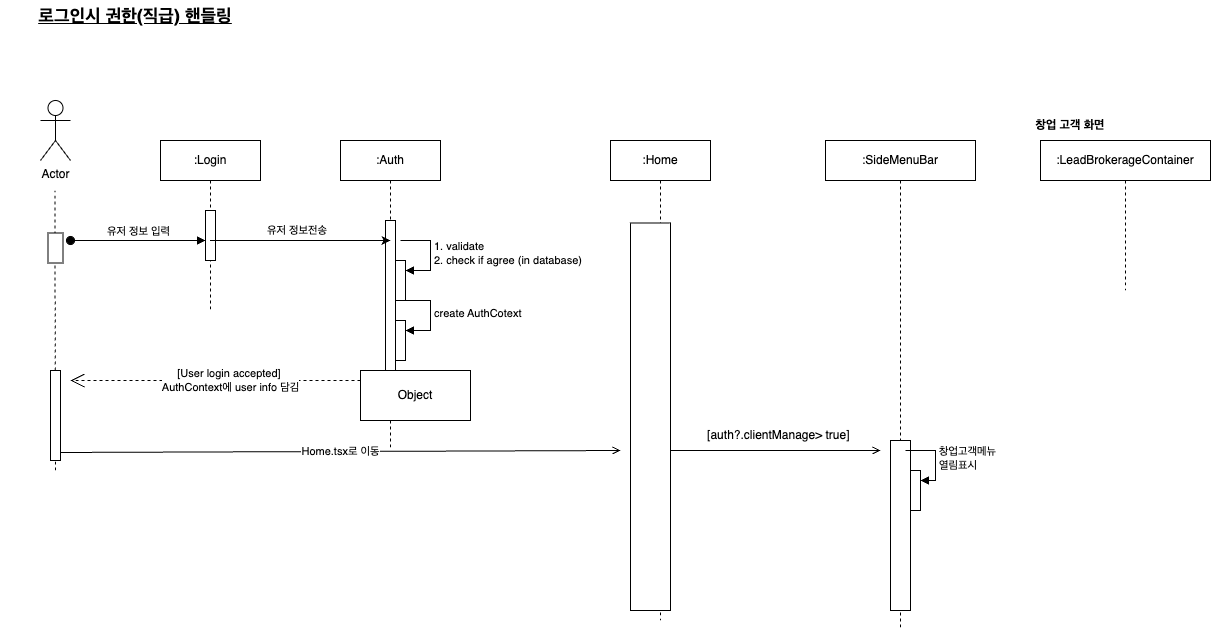 로그인시 권한(직급) 핸들링
창업 고객 화면
:Login
:Auth
:Home
:SideMenuBar
:LeadBrokerageContainer
Actor
유저 정보 입력
유저 정보전송
1. validate
2. check if agree (in database)
create AuthCotext
[User login accepted]
AuthContext에 user info 담김
Object
Home.tsx로 이동
[auth?.clientManage> true]
창업고객메뉴
열림표시